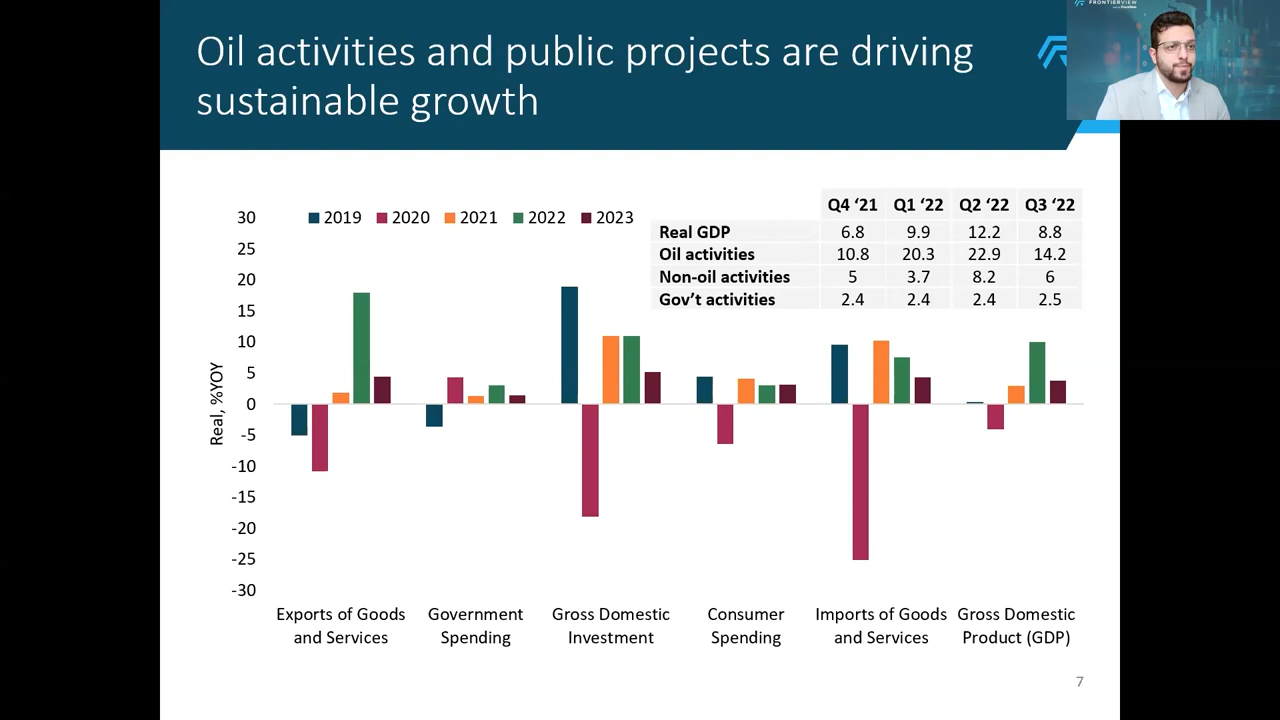 FRONTIERVIEW
Oil activities and public projects are driving
sustainable growth
Q4 ‘21 Q1 ‘22 Q2 ‘22 Q3 ‘22
Real GDP 6.8 9.9 12.2 8.8
Oil activities 10.8 20.3 22.9 14.2
Non-oil activities 5 3.7 8.2 6
Gov’t activities 2.4 2.4 2.4 2.5
2019 2020 2021 2022 2023
30
25
20
15
10
5
0
-5
-10
-15
-20
-25
-30
Real, %YOY
Exports of Goods
and Services
Government
Spending
Gross Domestic
Investment
Consumer
Spending
Imports of Goods
and Services
Gross Domestic
Product (GDP)
7